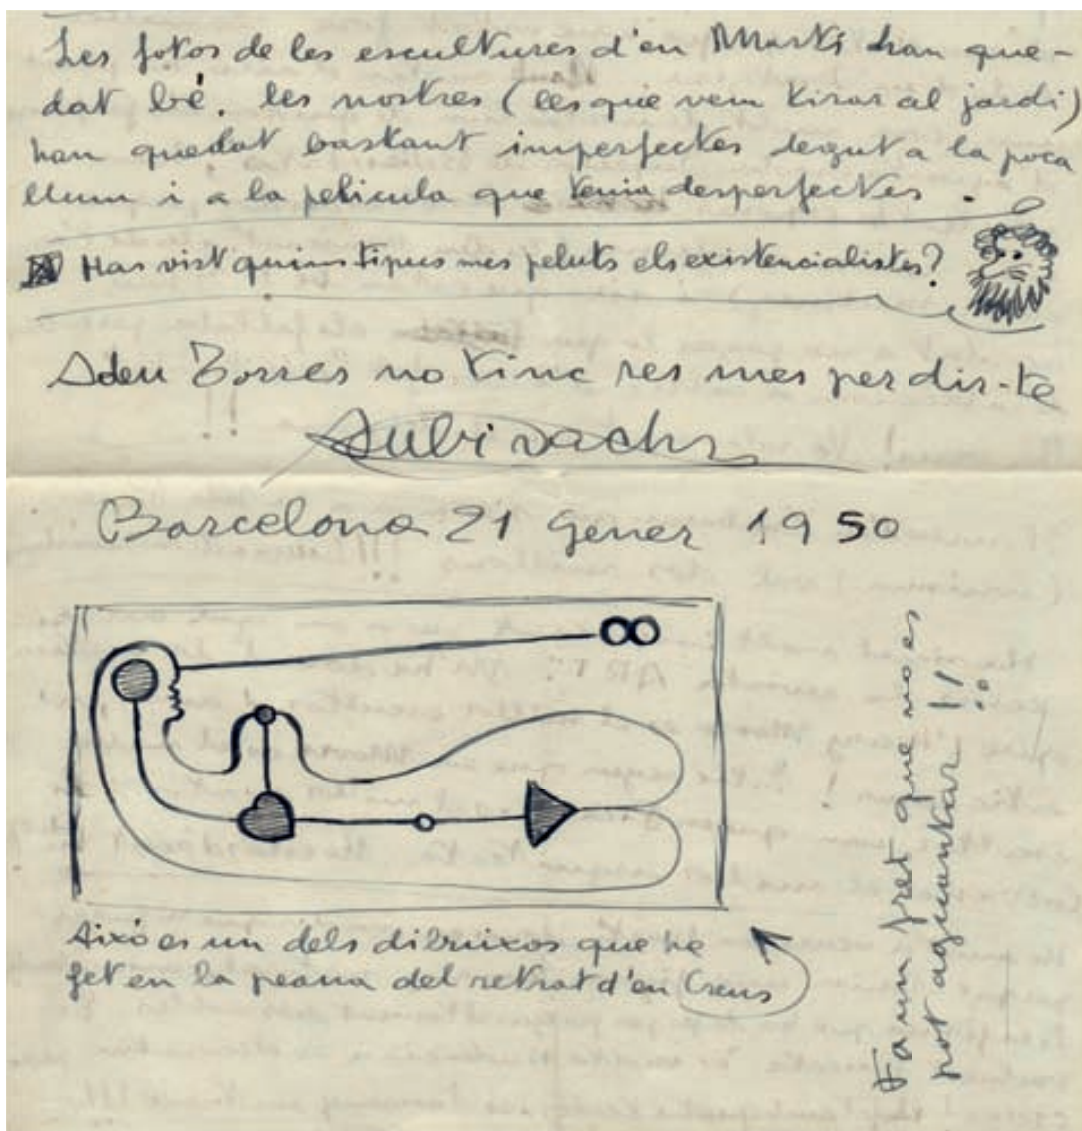 Les fotos de les escultures d'en Martí han que-
dat bé. les nostres (les que vem tirar al jardi)
han quedat bastant imperfectes degut a la poca
llum i a la pelicula que tenia desperfectes.
Has vist quins tipus mes peluts els existencialistes?
Adeu Torres no tinc res mes per dir-te
Subirachs
Barcelona 21 Gener 1950
Això es un dels dibuixos que he
fet en la peana del retrat d'en Creus
Fa un fret que no es
pot aguantar!!